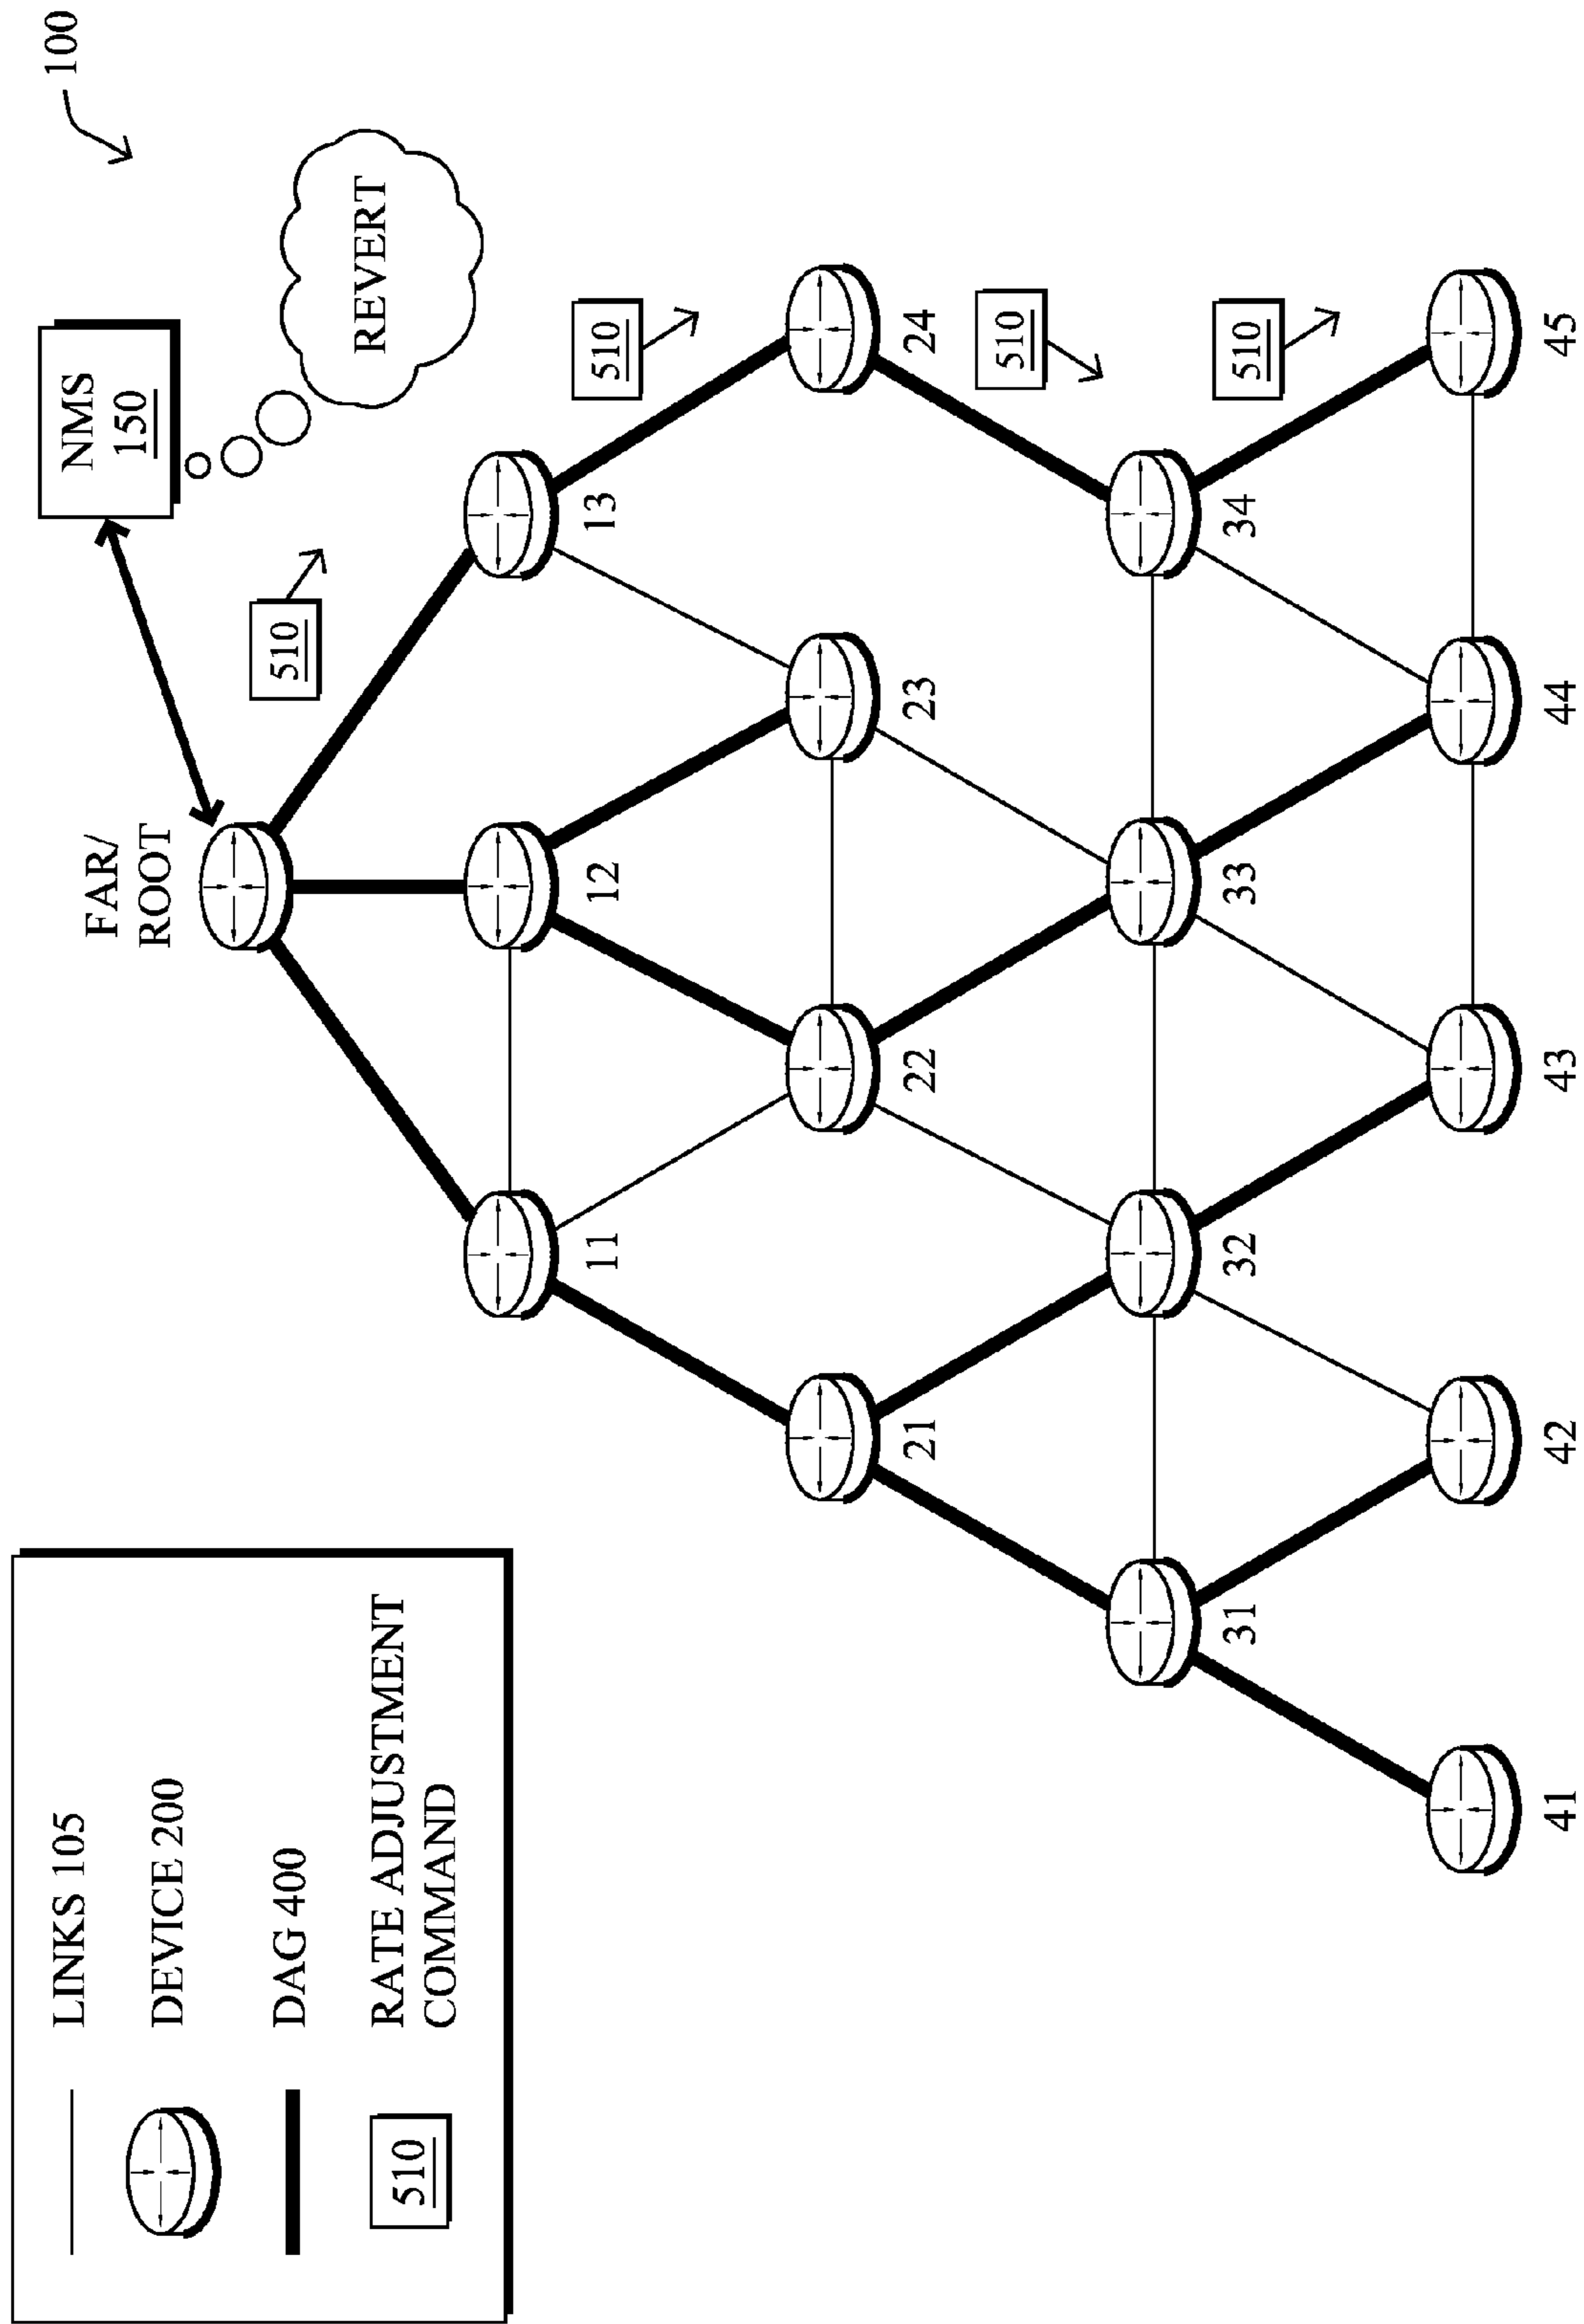 LINKS 105
DEVICE 200
DAG 400
510
RATE ADJUSTMENT
COMMAND
100
NMS
150
REVERT
FAR/
ROOT
510
11
12
13
510
21
22
23
24
510
31
32
33
34
510
41
42
43
44
45